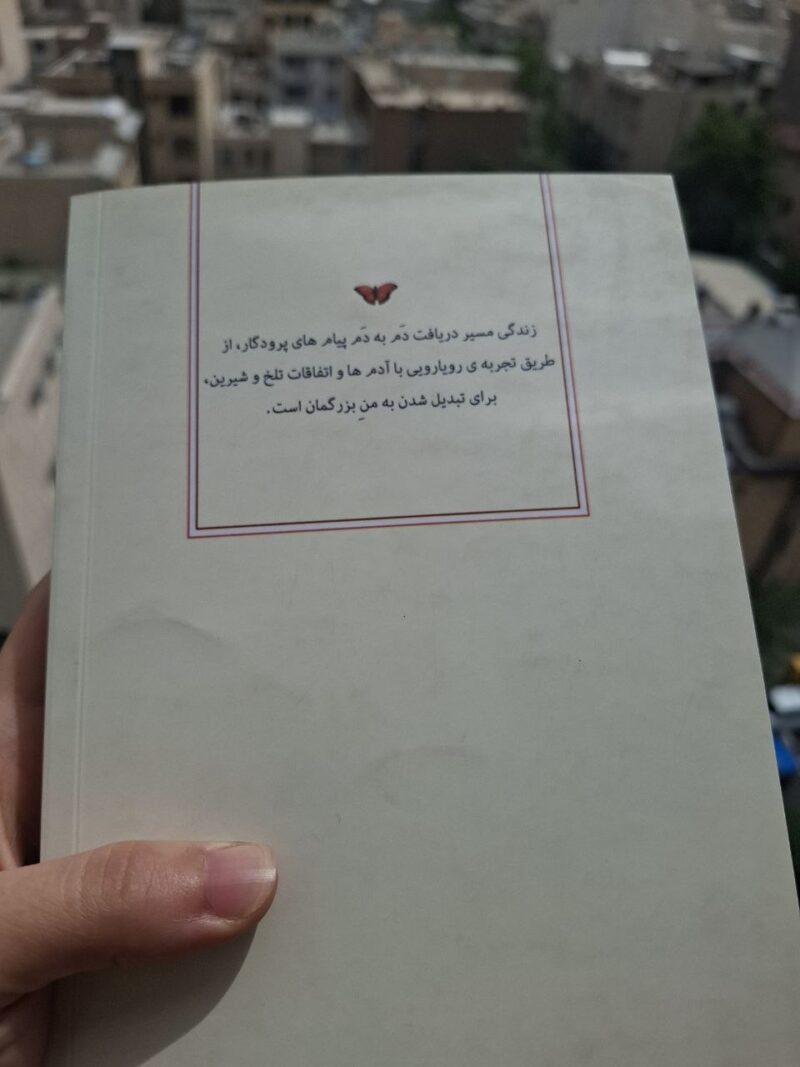 زندگی مسیر دریافت دَم به دَم پیام های پرودگار، از
طریق تجربه ی رویارویی با آدم ها و اتفاقات تلخ و شیرین،
برای تبدیل شدن به منِ بزرگمان است.